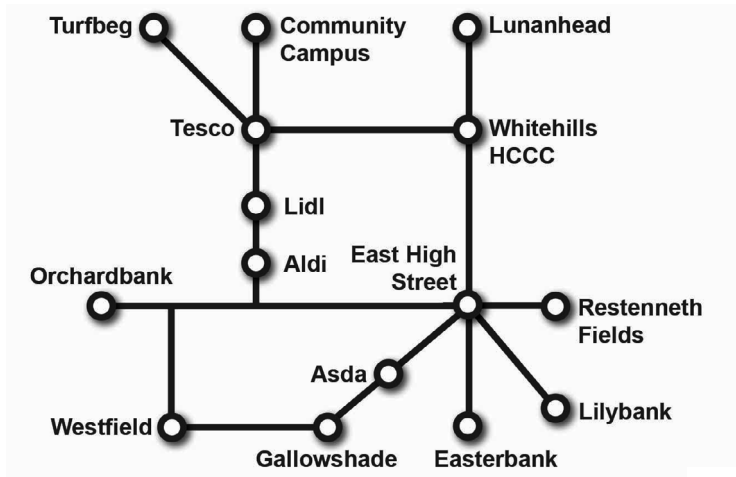 Turfbeg
Community
Campus
Lunanhead
Tesco
Whitehills
HCCC
Lidl
East High
Street
Aldi
Orchardbank
Restenneth
Fields
Asda
Lilybank
Westfield
Gallowshade
Easterbank